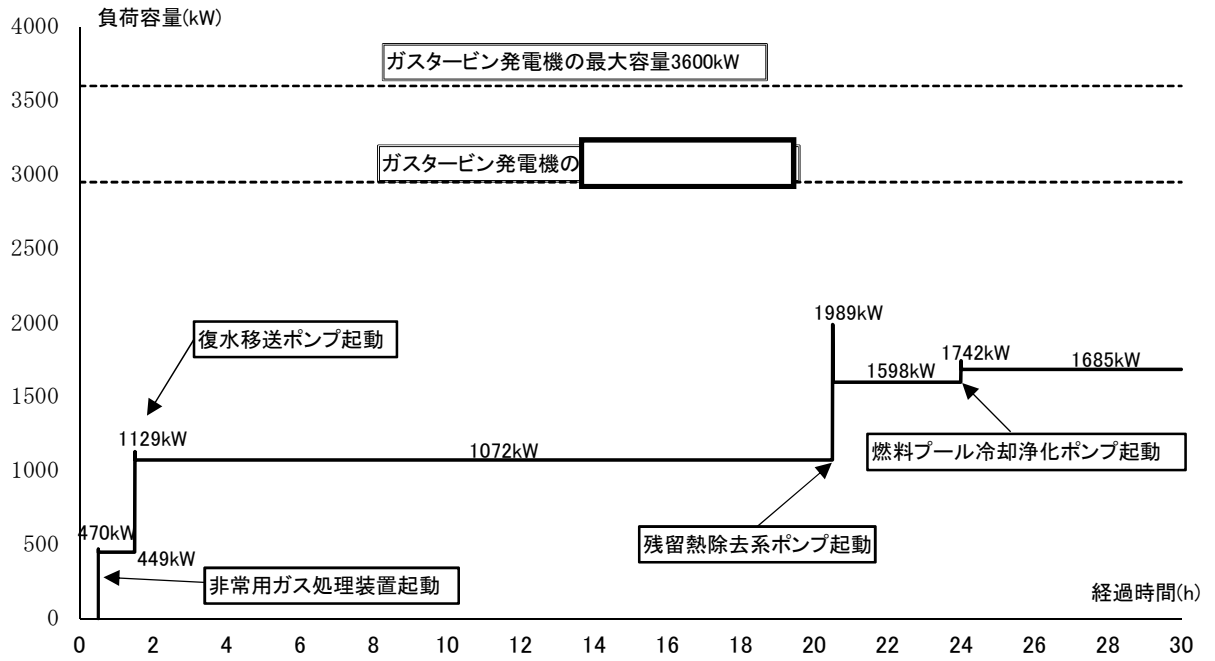 負荷容量(kW)
4000
ガスタービン発電機の最大容量3600kW
3500
ガスタービン発電機の
3000
2500
2000
1989kW
復水移送ポンプ起動
1742kW
1685kW
1598kW
1500
1129kW
燃料プール冷却浄化ポンプ起動
1072kW
1000
470kW
残留熱除去系ポンプ起動
500
449kW
非常用ガス処理装置起動
経過時間(h)
0
0 2 4 6 8 10 12 14 16 18 20 22 24 26 28 30